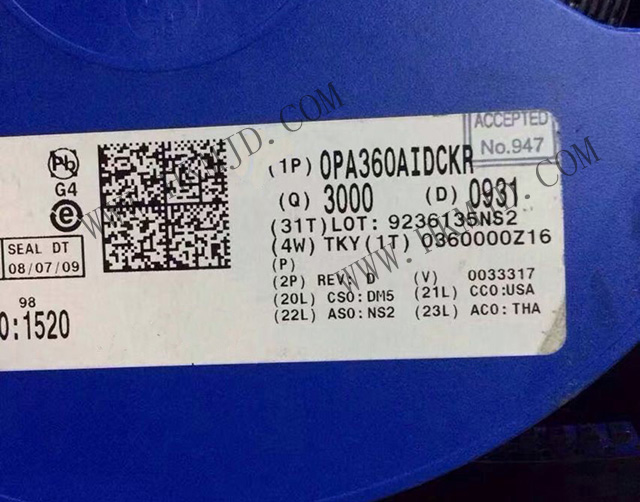 ACCEPTED
No.947
Pb
G4
e
(1P) OPA360AIDCKR
(Q) 3000 (D) 0931
(31T)LOT: 9236135NS2
(4W) TKY(1T) 0360000Z16
(P)
(2P) REV: D (V) 0033317
(20L) CSO:DM5 (21L) CCO:USA
(22L) ASO:NS2 (23L) ACO: THA
SEAL DT
08/07/09
98
0:1520